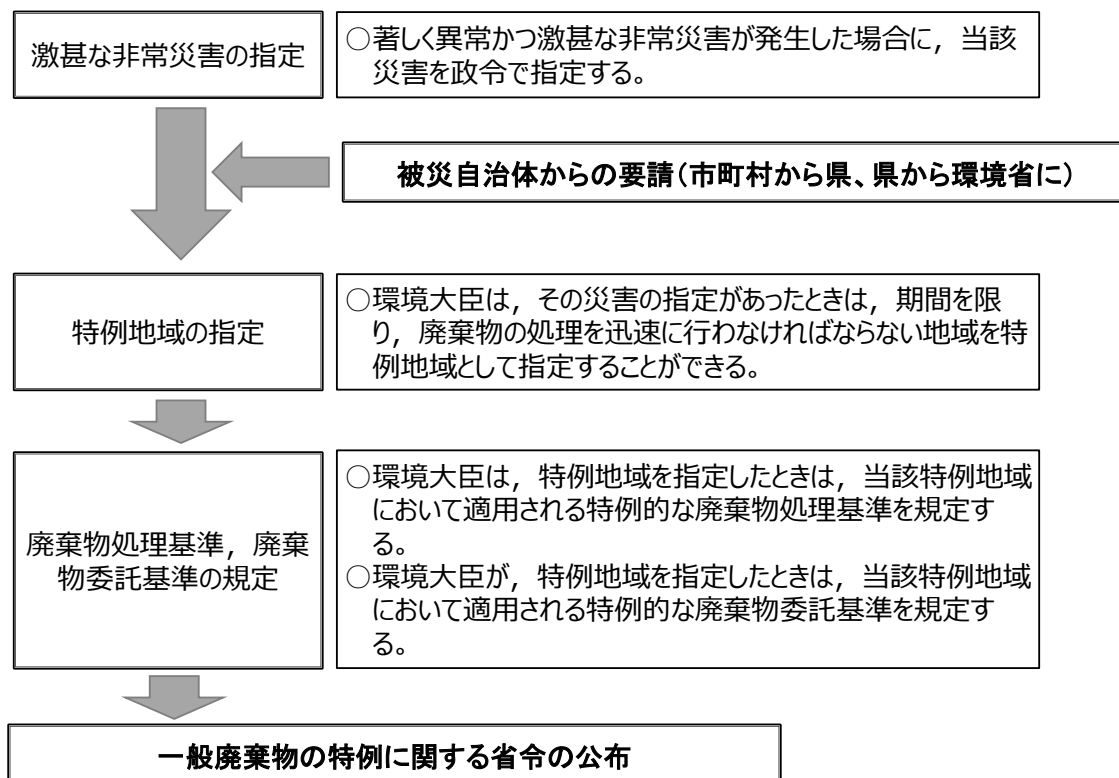 激甚な非常災害の指定
○著しく異常かつ激甚な非常災害が発生した場合に，当該
災害を政令で指定する。
被災自治体からの要請（市町村から県、県から環境省に）
特例地域の指定
○環境大臣は，その災害の指定があったときは，期間を限
り，廃棄物の処理を迅速に行わなければならない地域を特
例地域として指定することができる。
廃棄物処理基準，廃棄
物委託基準の規定
○環境大臣は，特例地域を指定したときは，当該特例地域
において適用される特例的な廃棄物処理基準を規定す
る。
○環境大臣が，特例地域を指定したときは，当該特例地域
において適用される特例的な廃棄物委託基準を規定す
る。
一般廃棄物の特例に関する省令の公布